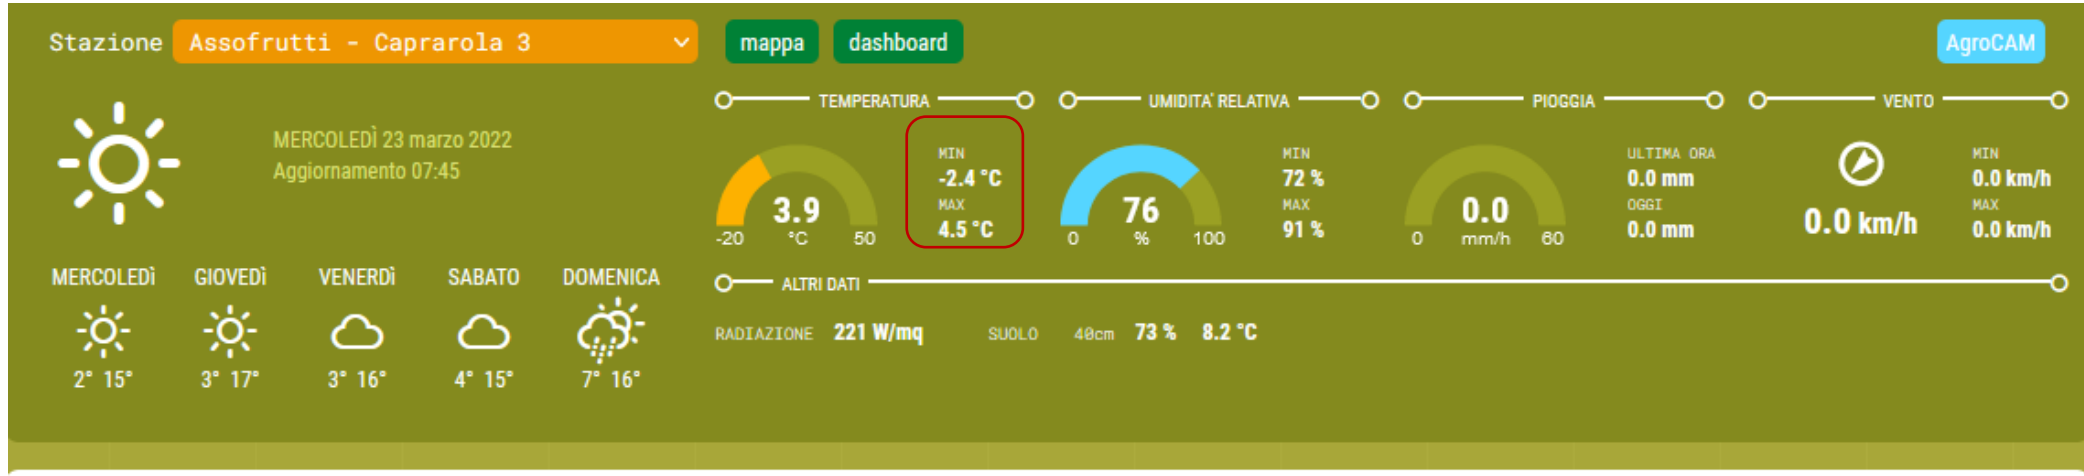 Stazione Assofrutti - Caprarola 3 mappa dashboard AgroCAM
MERCOLEDÌ 23 marzo 2022
Aggiornamento 07:45
MERCOLEDÌ GIOVEDÌ VENERDÌ SABATO DOMENICA
2° 15° 3° 17° 3° 16° 4° 15° 7° 16°
TEMPERATURA
3.9
°C
-20 50
MIN
-2.4 °C
MAX
4.5 °C
UMIDITA' RELATIVA
76
%
0 100
MIN
72 %
MAX
91 %
PIOGGIA
0.0
mm/h
0 60
ULTIMA ORA
0.0 mm
OGGI
0.0 mm
VENTO
0.0 km/h
MIN
0.0 km/h
MAX
0.0 km/h
ALTRI DATI
RADIAZIONE 221 W/mq SUOLO 40cm 73 % 8.2 °C